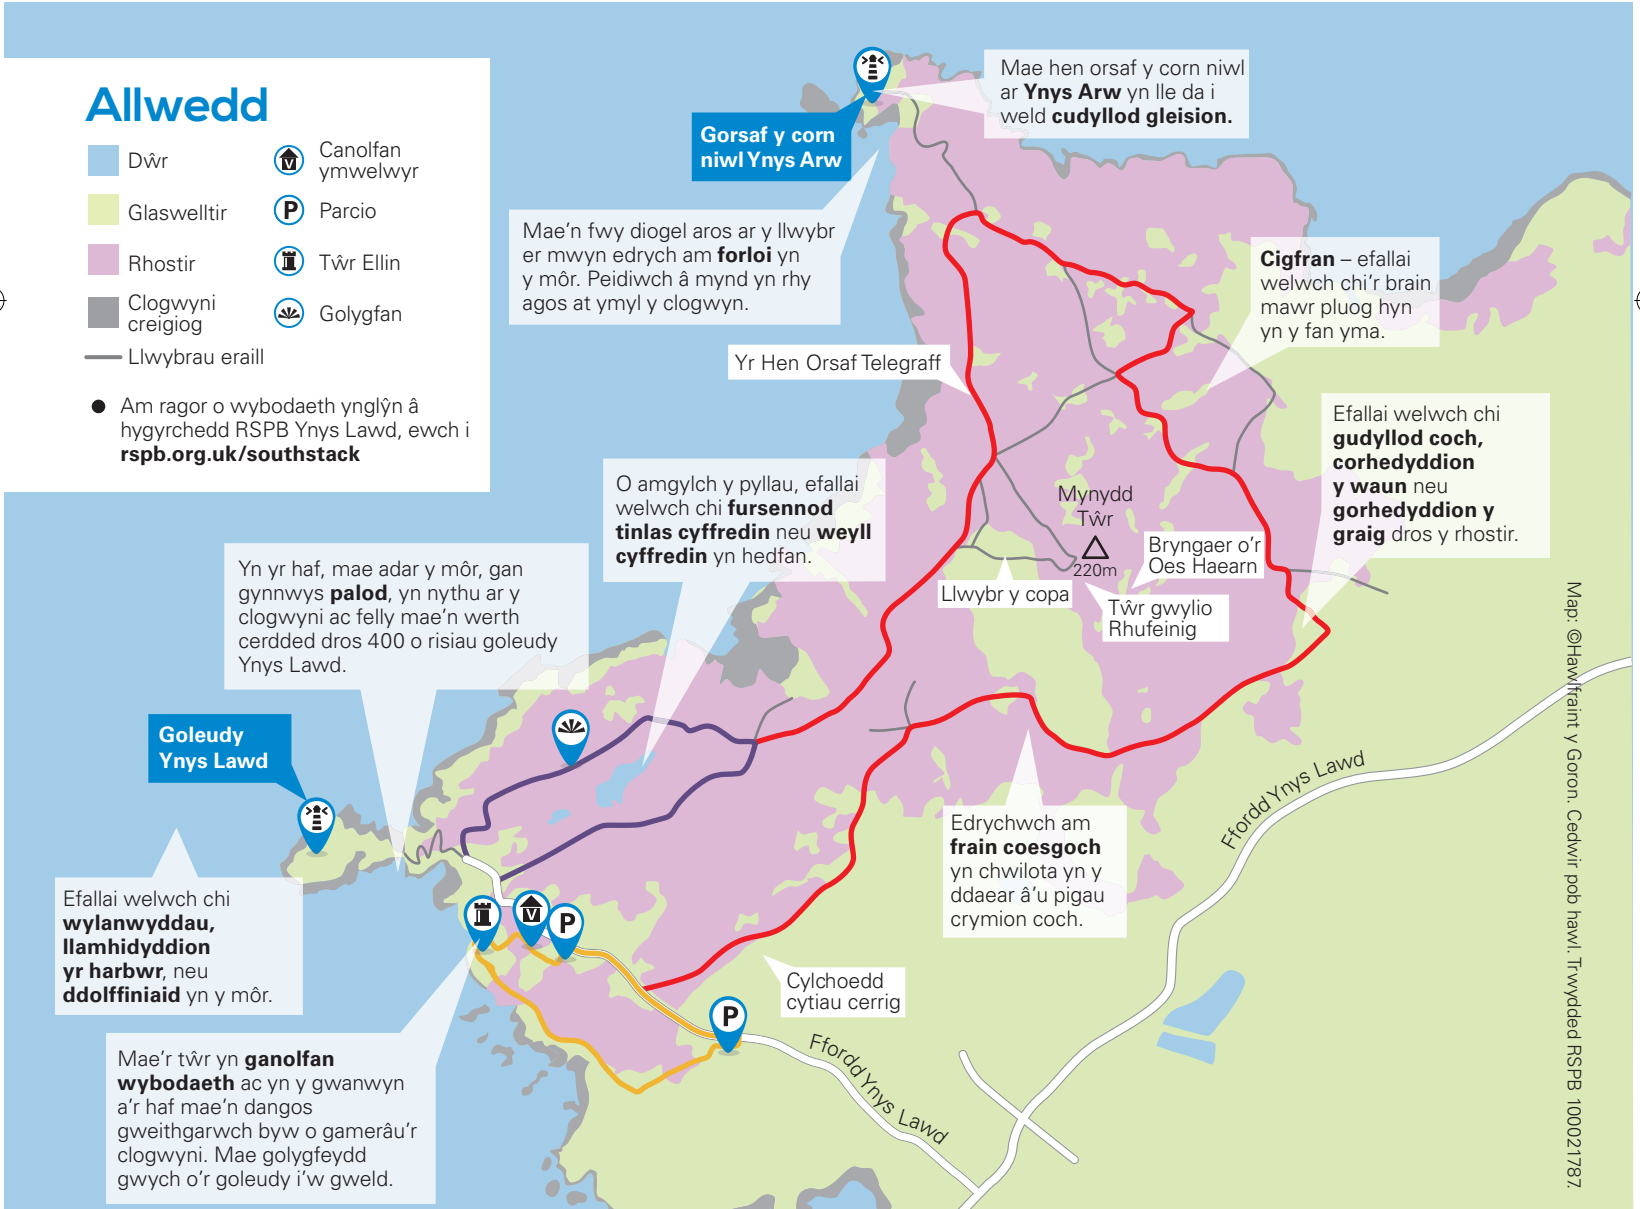 Allwedd
Dŵr
Glaswelltir
Rhostir
Clogwyni
creigiog
Llwybrau eraill
Canolfan
ymwelwyr
P Parcio
Tŵr Ellin
Golygfan
● Am ragor o wybodaeth ynglŷn â
hygyrchedd RSPB Ynys Lawd, ewch i
rspb.org.uk/southstack
Gorsaf y corn
niwl Ynys Arw
Mae hen orsaf y corn niwl
ar Ynys Arw yn lle da i
weld cudyllod gleision.
Mae'n fwy diogel aros ar y llwybr
er mwyn edrych am forloi yn
y môr. Peidiwch â mynd yn rhy
agos at ymyl y clogwyn.
Cigfran – efallai
welwch chi'r brain
mawr pluog hyn
yn y fan yma.
Yr Hen Orsaf Telegraff
Efallai welwch chi
gudyllod coch,
corhedyddion
y waun neu
gorhedyddion y
graig dros y rhostir.
O amgylch y pyllau, efallai
welwch chi fursennod
tinlas cyffredin neu weyll
cyffredin yn hedfan.
Mynydd
Tŵr
220m
Bryngaer o'r
Oes Haearn
Llwybr y copa
Tŵr gwylio
Rhufeinig
Yn yr haf, mae adar y môr, gan
gynnwys palod, yn nythu ar y
clogwyni ac felly mae'n werth
cerdded dros 400 o risiau goleudy
Ynys Lawd.
Goleudy
Ynys Lawd
Efallai welwch chi
wylanwyddau,
llamhidyddion
yr harbwr, neu
ddolffiniaid yn y môr.
Edrychwch am
frain coesgoch
yn chwilota yn y
ddaear â'u pigau
crymion coch.
Ffordd Ynys Lawd
V
P
P
Cylchoedd
cytiau cerrig
Ffordd Ynys Lawd
Mae'r tŵr yn ganolfan
wybodaeth ac yn y gwanwyn
a'r haf mae'n dangos
gweithgarwch byw o gamerâu'r
clogwyni. Mae golygfeydd
gwych o'r goleudy i'w gweld.
Map: ©Hawlfraint y Goron. Cedwir pob hawl. Trwydded RSPB 100021787.